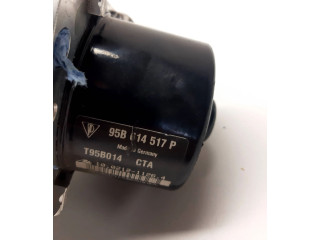 95B 614 517 P
Made in Germany
T95B014 CTA